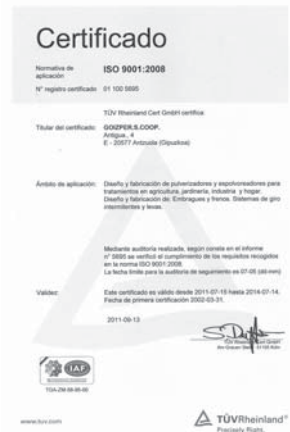 Certificado
Normativa de aplicación ISO 9001:2008
N° registro certificado 01 100 5695
TÜV Rheinland Cert GmbH certifica:
Titular del certificado: GOIZPER,S.COOP.
Antigua., 4
E - 20577 Antzuola (Gipuzkoa)
Ámbito de aplicación: Diseño y fabricación de pulverizadores y espolvoreadores para
tratamientos en agricultura, jardinería, industria y hogar.
Diseño y fabricación de: Embragues y frenos. Sistemas de giro
intermitentes y levas.
Mediante auditoría realizada, según consta en el informe
n° 5695 se verificó el cumplimiento de los requisitos recogidos
en la norma ISO 9001:2008.
La fecha límite para la auditoría de seguimiento es 07-05 (dd-mm)
Validez: Este certificado es válido desde 2011-07-15 hasta 2014-07-14.
Fecha de primera certificación 2002-03-31.
2011-09-13
TÜV Rheinland Cert GmbH
51105 Köln
IAF
www.tuv.com
TÜVRheinland®
Precisely Right.